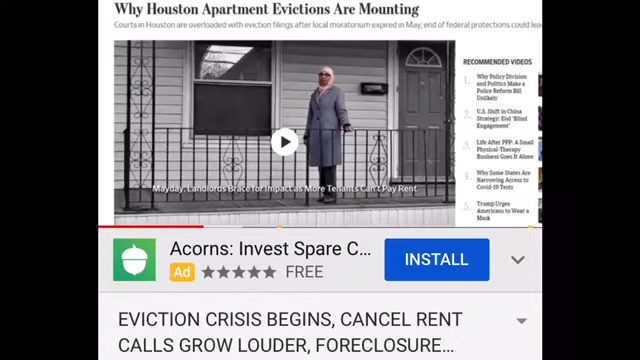 Why Houston Apartment Evictions Are Mounting
Courts in Houston are overloaded with eviction filings after local moratorium expired in May; end of federal protections could lea
RECOMMENDED VIDEOS
1. Why Policy Division
and Politics Make a
Police Reform Bill
Unlikely
2. U.S. Shift in China
Strategy: End 'Blind
Engagement'
3. Life After PPP: A Small
Physical-Therapy
Business Goes It Alone
4. Why Some States Are
Narrowing Access to
Covid-19 Tests
5. Trump Urges
Americans to Wear a
Mask
Mayday: Landlords Brace for Impact as More Tenants Can't Pay Rent
Acorns: Invest Spare C...
Ad FREE
INSTALL
EVICTION CRISIS BEGINS, CANCEL RENT
CALLS GROW LOUDER, FORECLOSURE...